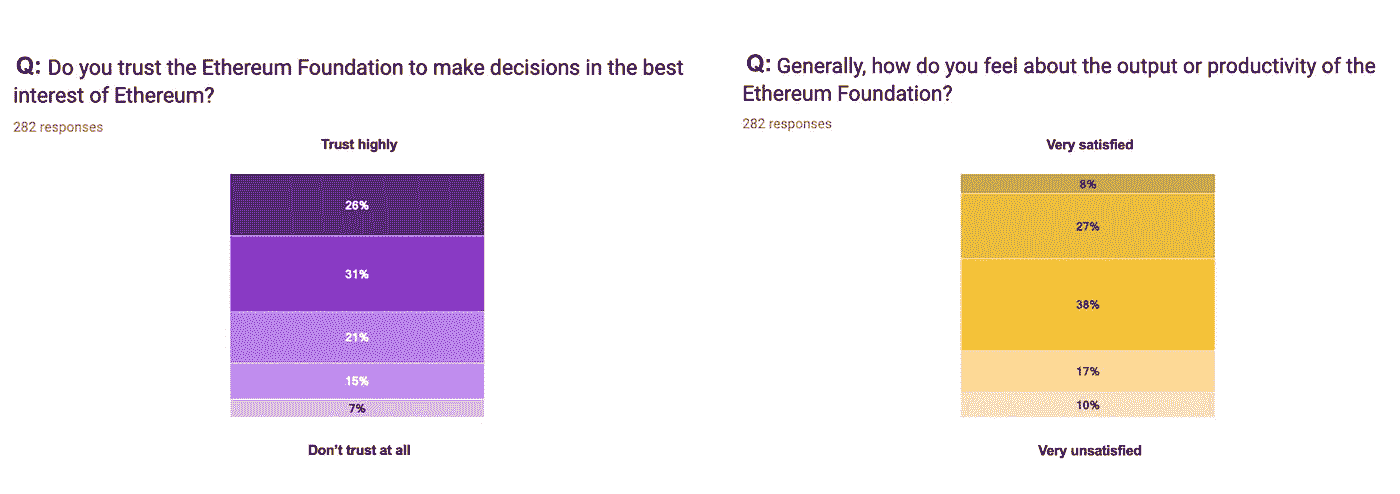 Q: Do you trust the Ethereum Foundation to make decisions in the best
interest of Ethereum?
282 responses
Trust highly
26%
31%
21%
15%
7%
Don't trust at all
Q: Generally, how do you feel about the output or productivity of the
Ethereum Foundation?
282 responses
Very satisfied
8%
27%
38%
17%
10%
Very unsatisfied